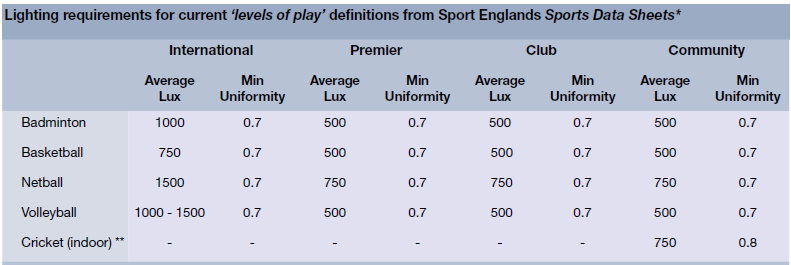 Lighting requirements for current ‘levels of play’ definitions from Sport Englands Sports Data Sheets*
International Premier Club Community
Average Min Average Min Average Min Average Min
Lux Uniformity Lux Uniformity Lux Uniformity Lux Uniformity
Badminton 1000 0.7 500 0.7 500 0.7 500 0.7
Basketball 750 0.7 500 0.7 500 0.7 500 0.7
Netball 1500 0.7 750 0.7 750 0.7 750 0.7
Volleyball 1000 - 1500 0.7 500 0.7 500 0.7 500 0.7
Cricket (indoor) ** - - - - - - 750 0.8